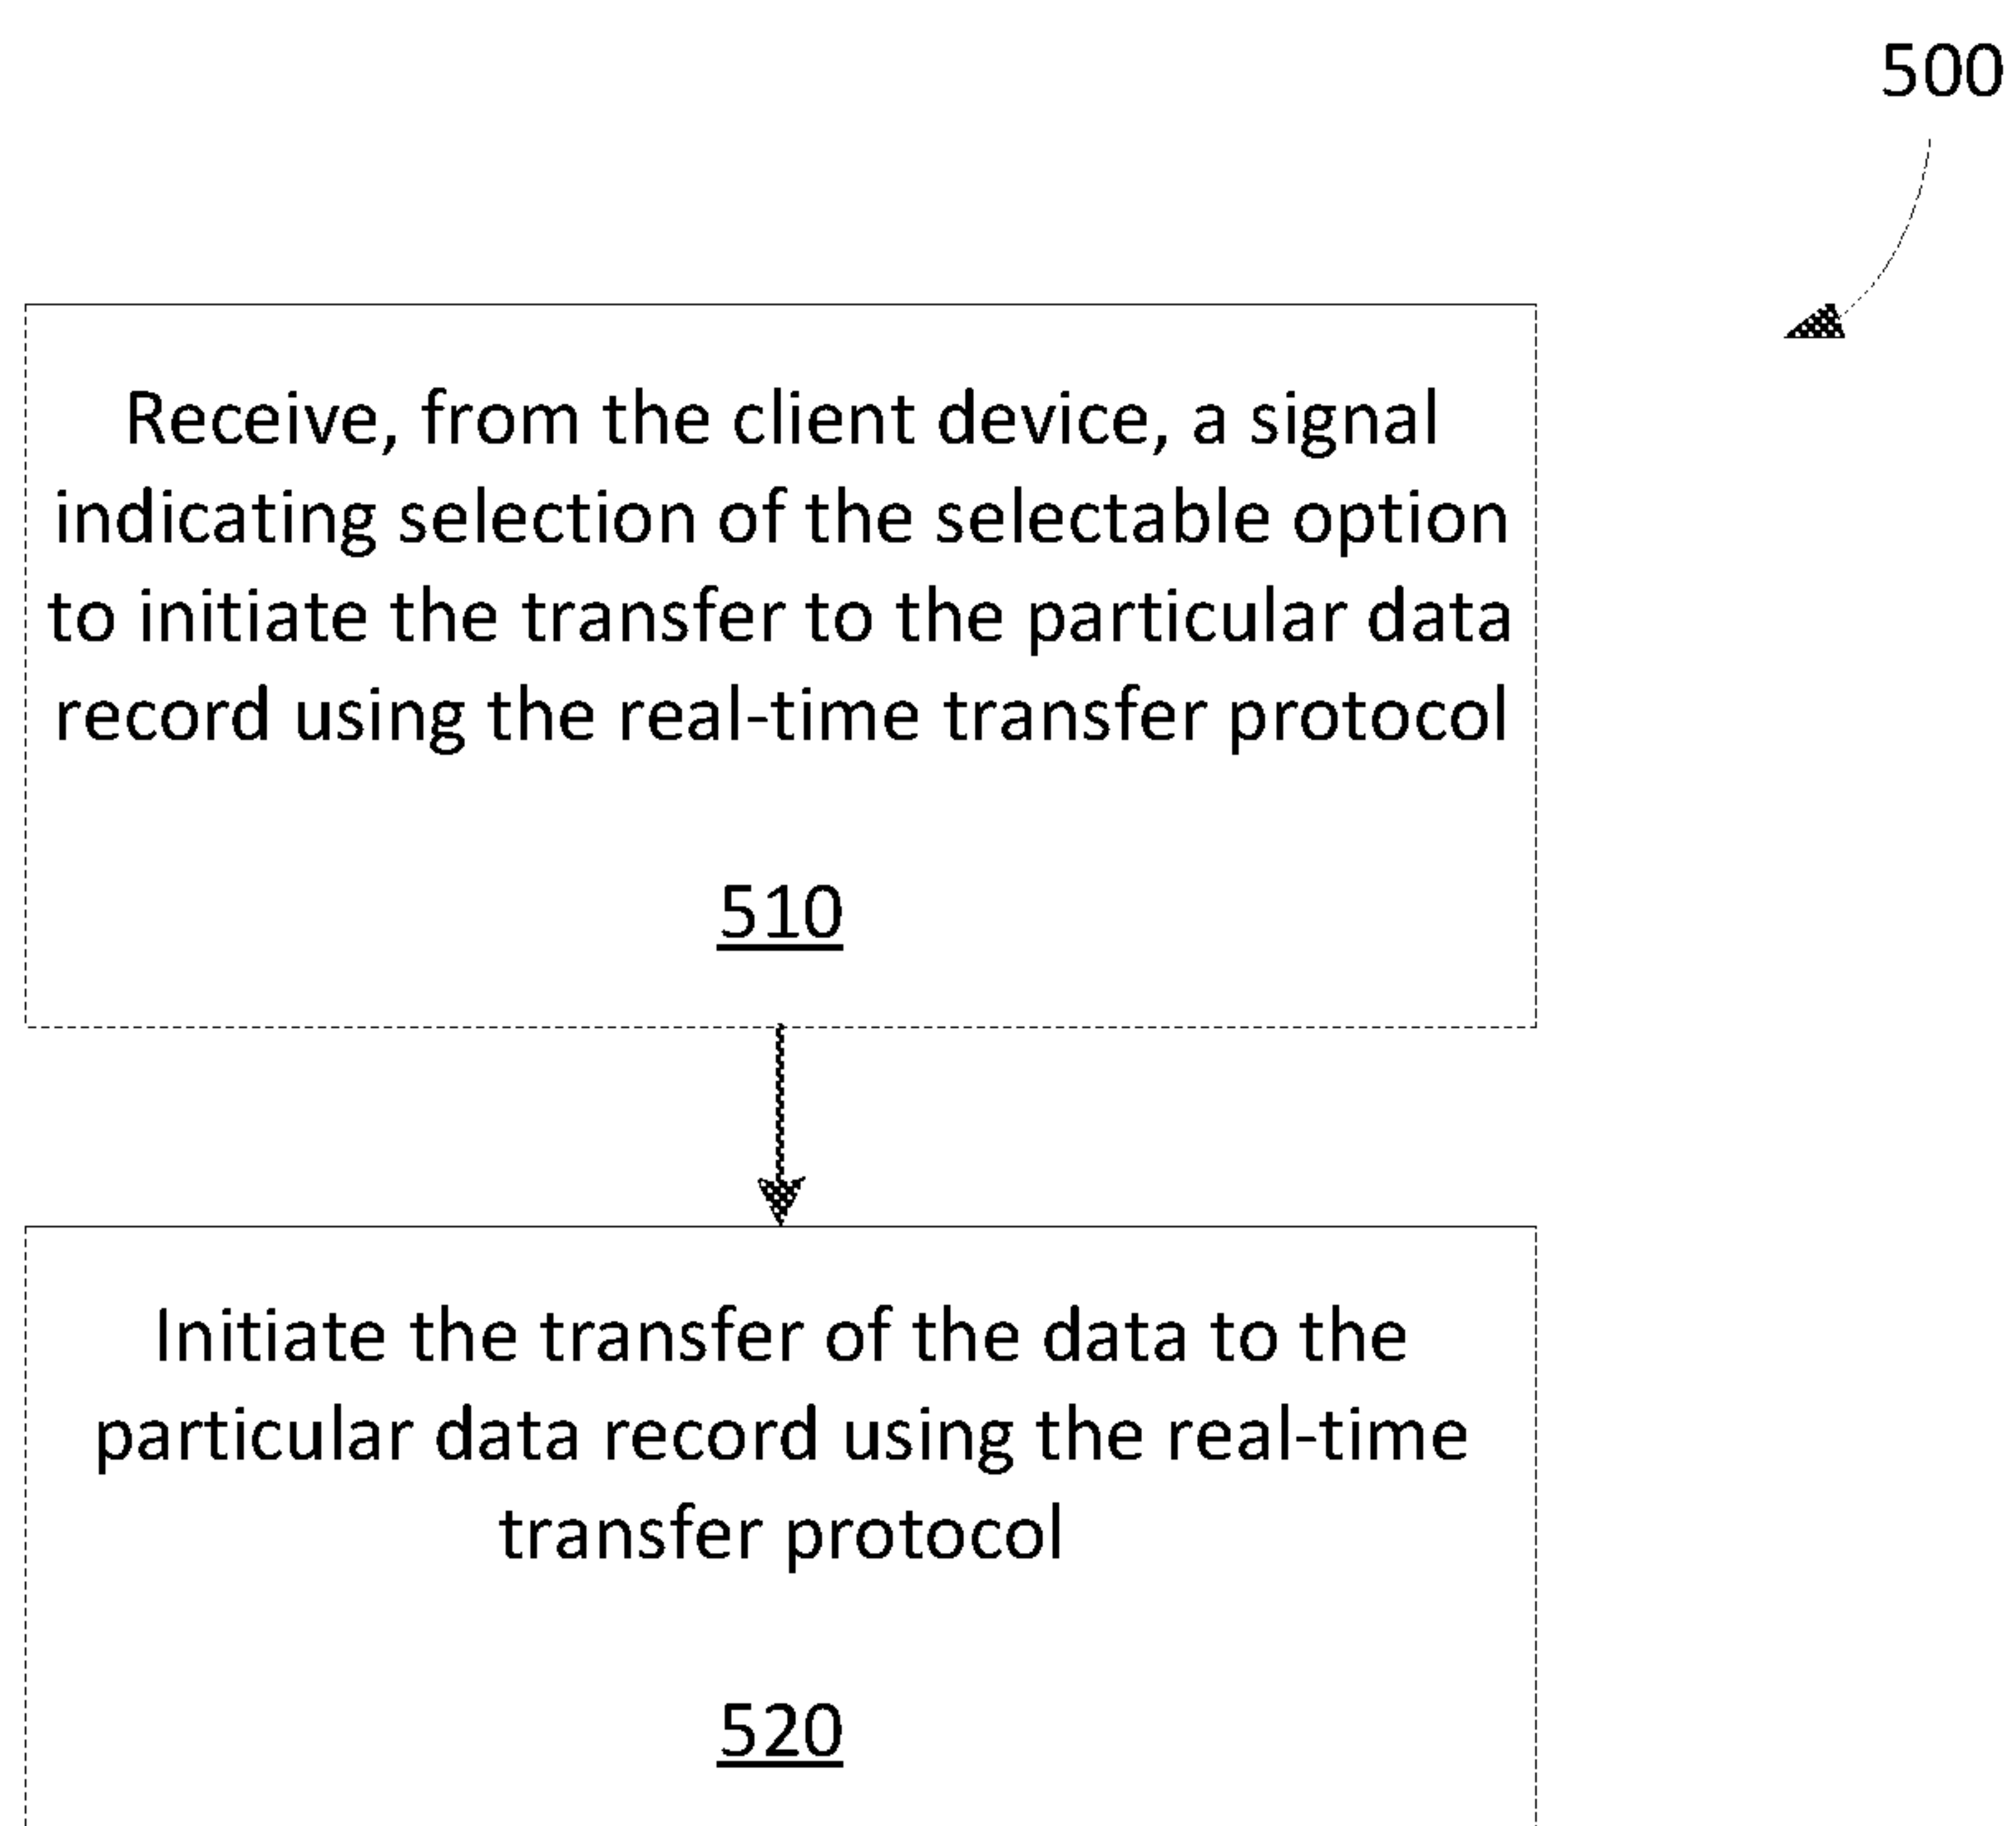 500
Receive, from the client device, a signal
indicating selection of the selectable option
to initiate the transfer to the particular data
record using the real-time transfer protocol
510
Initiate the transfer of the data to the
particular data record using the real-time
transfer protocol
520